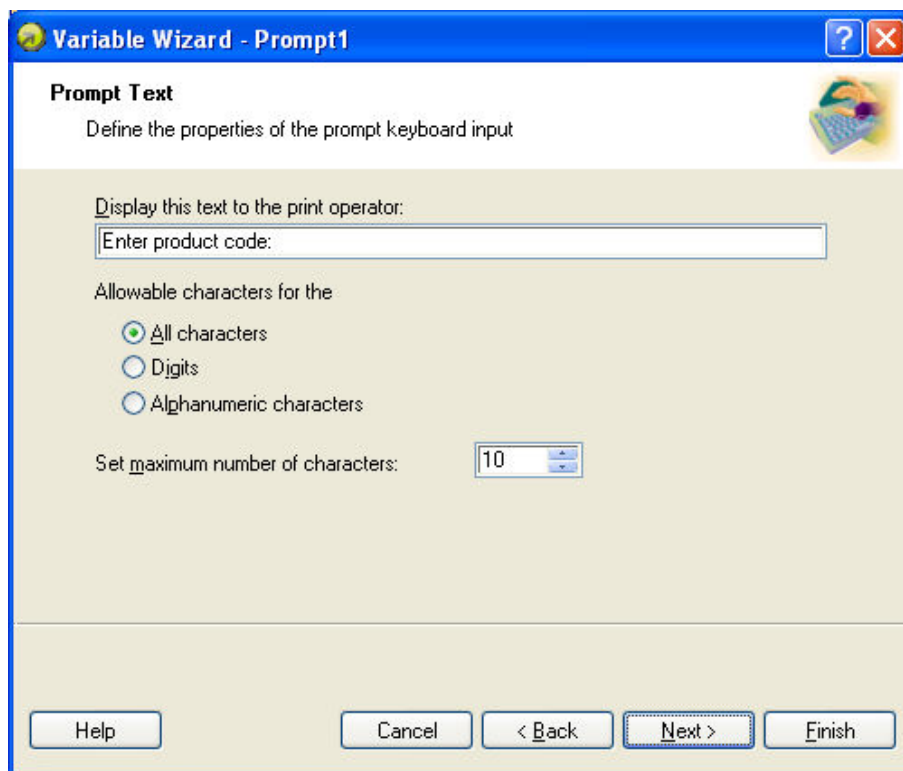 Variable Wizard - Prompt1
?
Prompt Text
Define the properties of the prompt keyboard input
Display this text to the print operator:
Enter product code:
Allowable characters for the
All characters
Digits
Alphanumeric characters
Set maximum number of characters: 10
Help Cancel < Back Next > Finish